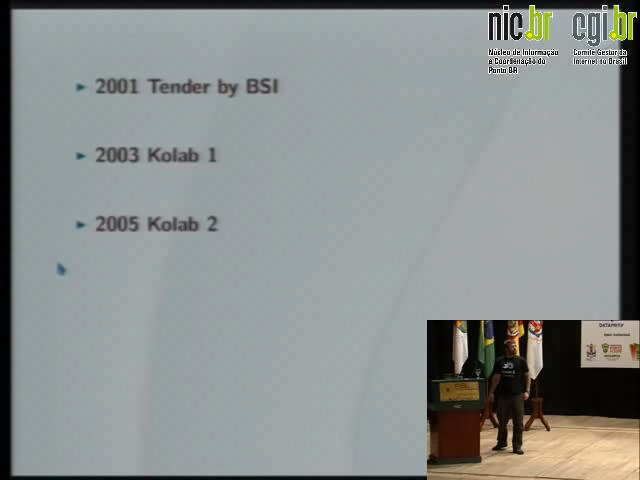 nic.br cgi.br
Núcleo de Informação
e Coordenação do
Ponto BR
Comitê Gestor da
Internet no Brasil
2001 Tender by BSI
2003 Kolab 1
2005 Kolab 2